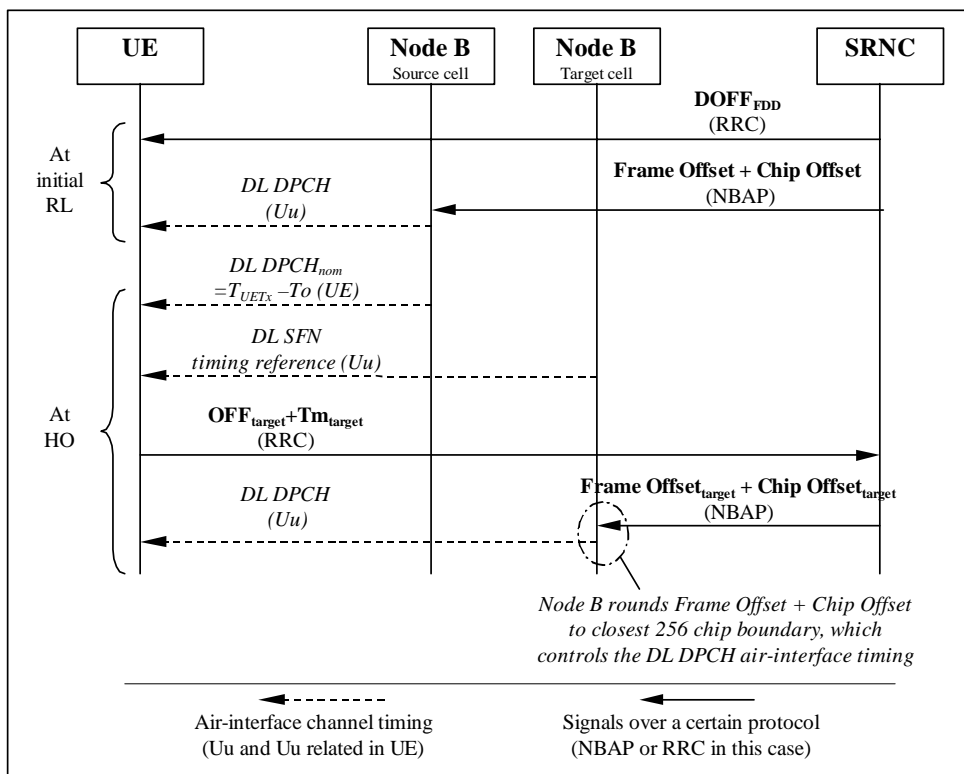 UE
Node B
Source cell
Node B
Target cell
SRNC
DOFF_FDD
(RRC)
At
initial
RL
Frame Offset + Chip Offset
(NBAP)
DL DPCH
(Uu)
DL DPCH_nom
=T_UETx –To (UE)
DL SFN
timing reference (Uu)
At
HO
OFF_target+Tm_target
(RRC)
Frame Offset_target + Chip Offset_target
(NBAP)
DL DPCH
(Uu)
Node B rounds Frame Offset + Chip Offset
to closest 256 chip boundary, which
controls the DL DPCH air-interface timing
Air-interface channel timing
(Uu and Uu related in UE)
Signals over a certain protocol
(NBAP or RRC in this case)